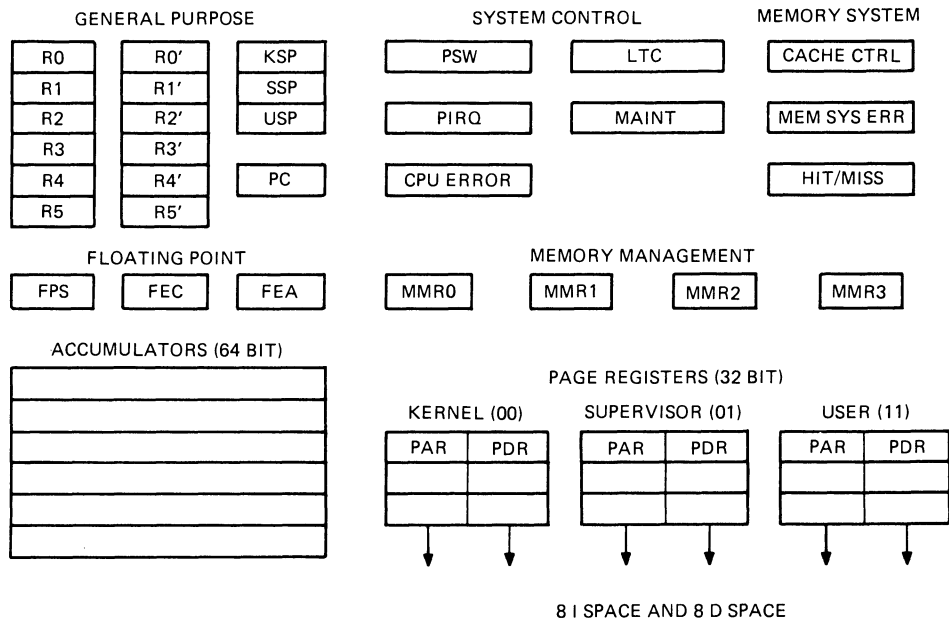 GENERAL PURPOSE SYSTEM CONTROL MEMORY SYSTEM
R0 R0' KSP PSW LTC CACHE CTRL
R1 R1' SSP
R2 R2' USP PIRQ MAINT MEM SYS ERR
R3 R3'
R4 R4' PC CPU ERROR HIT/MISS
R5 R5'
FLOATING POINT MEMORY MANAGEMENT
FPS FEC FEA MMR0 MMR1 MMR2 MMR3
ACCUMULATORS (64 BIT)
PAGE REGISTERS (32 BIT)
KERNEL (00) SUPERVISOR (01) USER (11)
PAR PDR PAR PDR PAR PDR
8 I SPACE AND 8 D SPACE